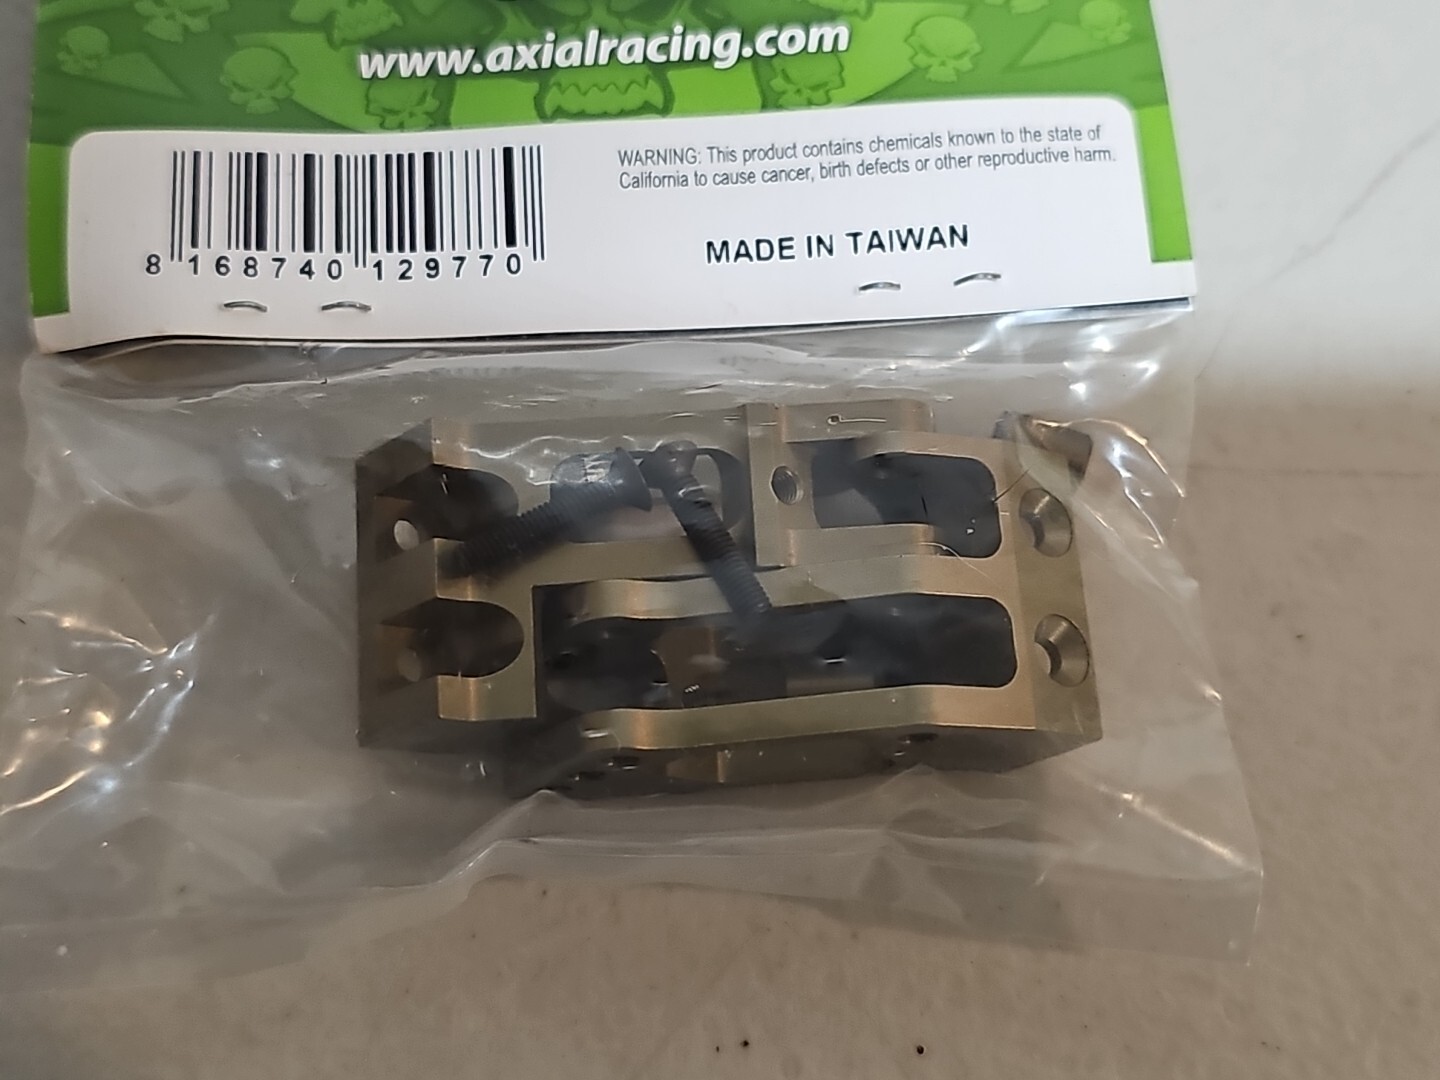 www.axialracing.com
WARNING: This product contains chemicals known to the state of
California to cause cancer, birth defects or other reproductive harm.
MADE IN TAIWAN
8 168740 129770